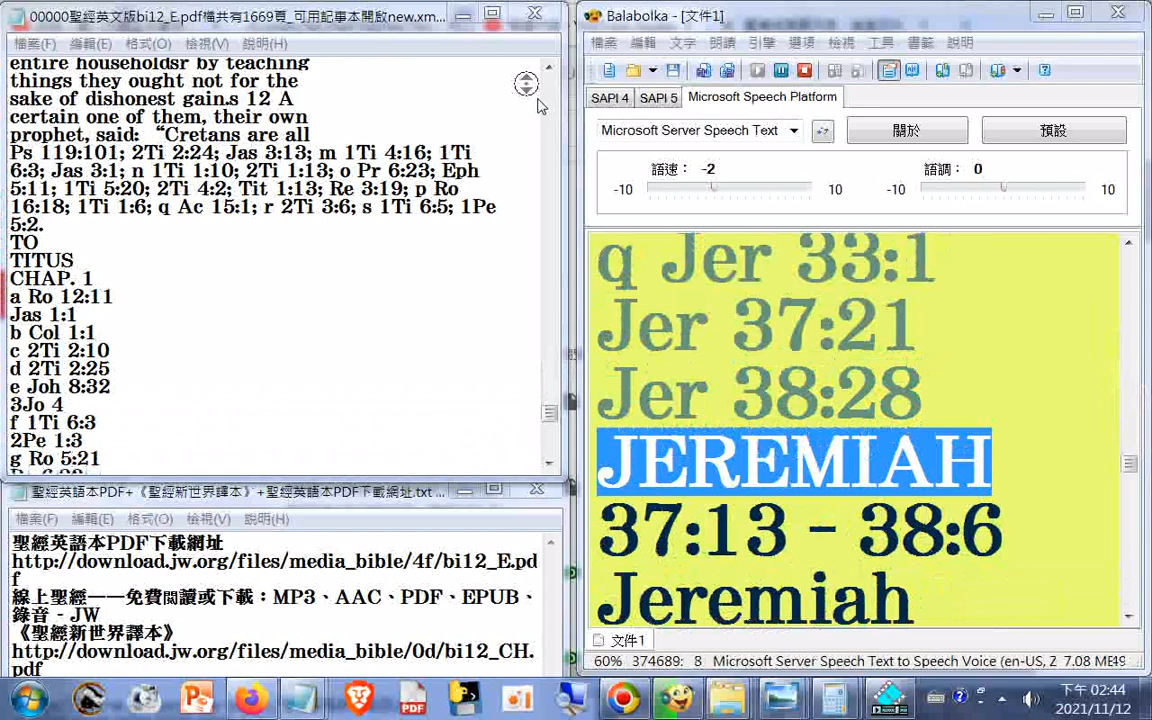 00000聖經英文版bi12_E.pdf檔共有1669頁_可用記事本開啟new.xm...
檔案(F) 編輯(E) 格式(O) 檢視(V) 說明(H)
entire householdsr by teaching
things they ought not for the
sake of dishonest gain.s 12 A
certain one of them, their own
prophet, said: “Cretans are all
Ps 119:101; 2Ti 2:24; Jas 3:13; m 1Ti 4:16; 1Ti
6:3; Jas 3:1; n 1Ti 1:10; 2Ti 1:13; o Pr 6:23; Eph
5:11; 1Ti 5:20; 2Ti 4:2; Tit 1:13; Re 3:19; p Ro
16:18; 1Ti 1:6; q Ac 15:1; r 2Ti 3:6; s 1Ti 6:5; 1Pe
5:2.
TO
TITUS
CHAP. 1
a Ro 12:11
Jas 1:1
b Col 1:1
c 2Ti 2:10
d 2Ti 2:25
e Joh 8:32
3Jo 4
f 1Ti 6:3
2Pe 1:3
g Ro 5:21
聖經英語本PDF+《聖經新世界譯本》+聖經英語本PDF下載網址.txt ...
檔案(F) 編輯(E) 格式(O) 檢視(V) 說明(H)
聖經英語本PDF下載網址
http://download.jw.org/files/media_bible/4f/bi12_E.pd
f
線上聖經——免費閱讀或下載：MP3、AAC、PDF、EPUB、
錄音 - JW
《聖經新世界譯本》
http://download.jw.org/files/media_bible/0d/bi12_CH.
pdf
Balabolka - [文件1]
檔案 編輯 文字 朗讀 引擎 選項 檢視 工具 書籤 說明
SAPI 4 SAPI 5 Microsoft Speech Platform
Microsoft Server Speech Text 關於 預設
語速： -2 語調： 0
-10 10 -10 10
q Jer 33:1
Jer 37:21
Jer 38:28
JEREMIAH
37:13 – 38:6
Jeremiah
文件1
60% 374689: 8 Microsoft Server Speech Text to Speech Voice (en-US, Z 7.08 ME
下午 02:44
2021/11/12